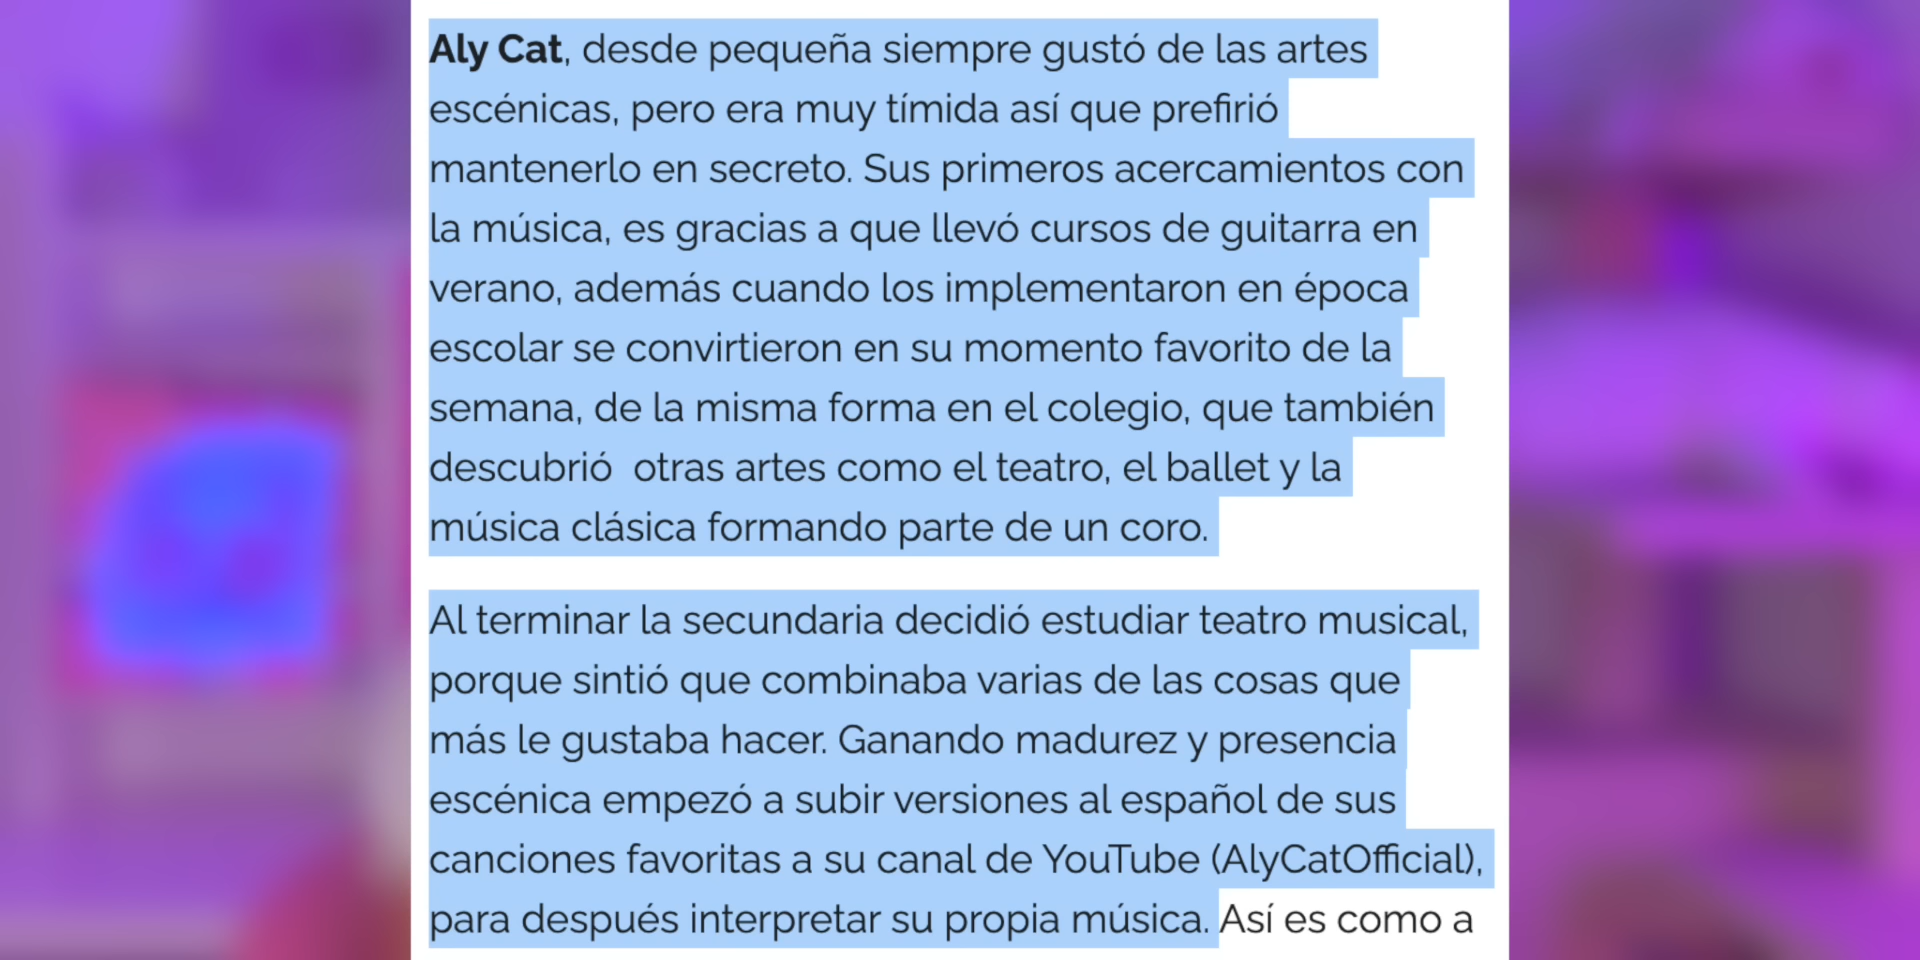 Aly Cat, desde pequeña siempre gustó de las artes
escénicas, pero era muy tímida así que prefirió
mantenerlo en secreto. Sus primeros acercamientos con
la música, es gracias a que llevó cursos de guitarra en
verano, además cuando los implementaron en época
escolar se convirtieron en su momento favorito de la
semana, de la misma forma en el colegio, que también
descubrió  otras artes como el teatro, el ballet y la
música clásica formando parte de un coro.
Al terminar la secundaria decidió estudiar teatro musical,
porque sintió que combinaba varias de las cosas que
más le gustaba hacer. Ganando madurez y presencia
escénica empezó a subir versiones al español de sus
canciones favoritas a su canal de YouTube (AlyCatOfficial),
para después interpretar su propia música. Así es como a